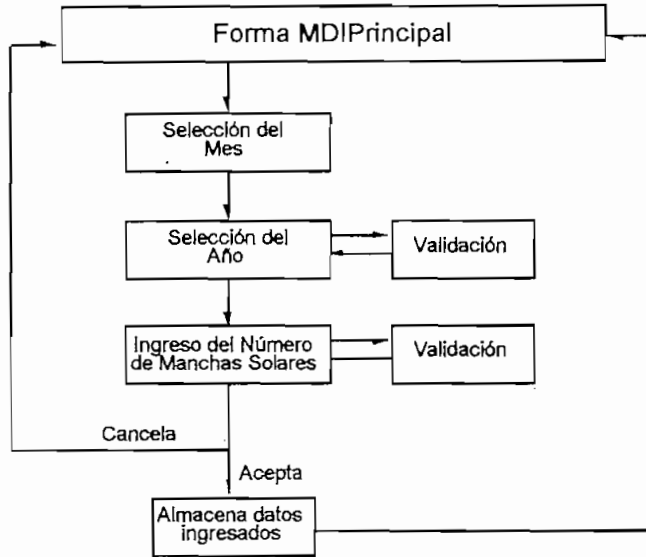 Forma MDIPrincipal
Selección del
Mes
Selección del
Año
Validación
Ingreso del Número
de Manchas Solares
Validación
Cancela
Acepta
Almacena datos
ingresados